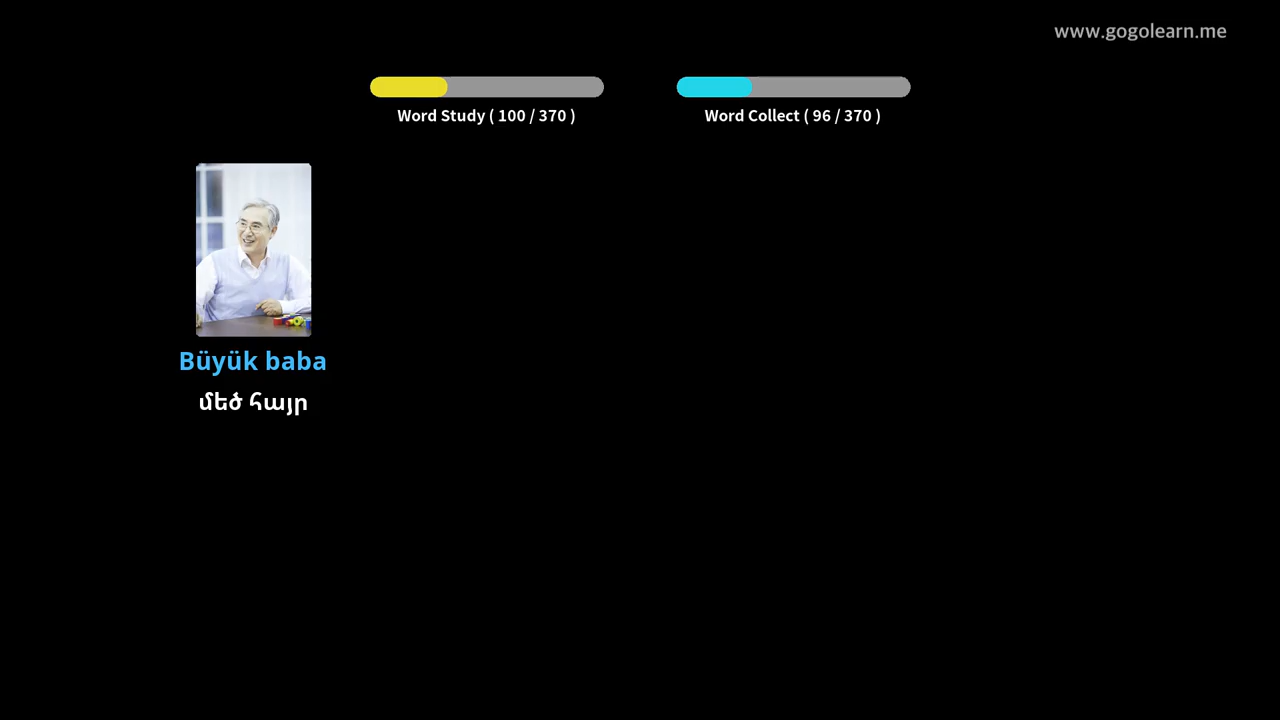 www.gogolearn.me
Word Study ( 100 / 370 )
Word Collect ( 96 / 370 )
Büyük baba
մեծ հայր